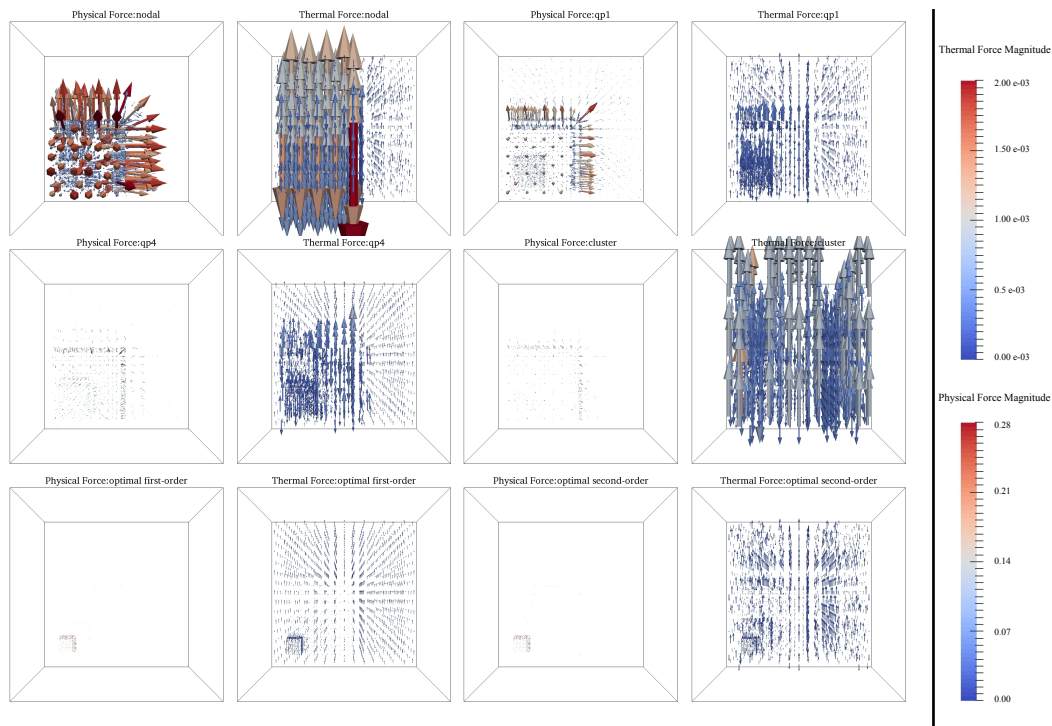 Physical Force:nodal
Thermal Force:nodal
Physical Force:qp1
Thermal Force:qp1
Physical Force:qp4
Thermal Force:qp4
Physical Force:cluster
Thermal Force:cluster
Physical Force:optimal first-order
Thermal Force:optimal first-order
Physical Force:optimal second-order
Thermal Force:optimal second-order
Thermal Force Magnitude
2.00 e-03
1.50 e-03
1.00 e-03
0.5 e-03
0.00 e-03
Physical Force Magnitude
0.28
0.21
0.14
0.07
0.00